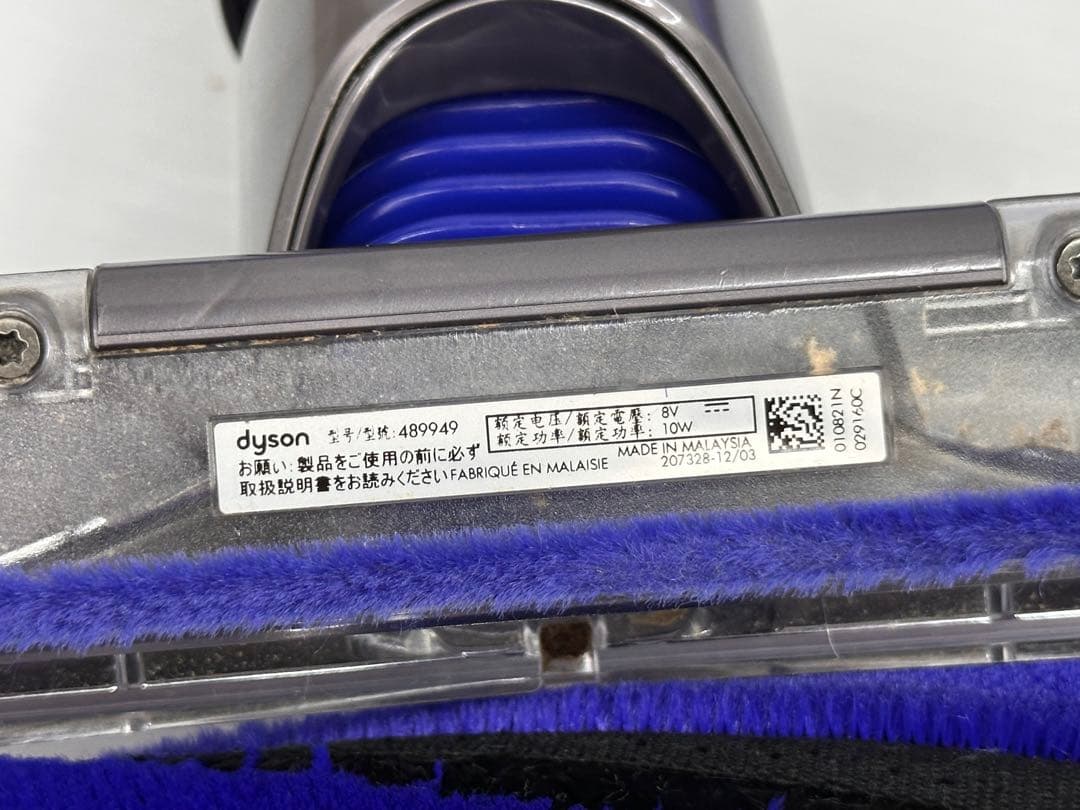 dyson 型号/型號: 489949
お願い: 製品をご使用の前に必ず
取扱説明書をお読みください FABRIQUÉ EN MALAISIE
额定电压/額定電壓: 8V
额定功率/額定功率: 10W
MADE IN MALAYSIA
207328-12/03
010821N
029160C